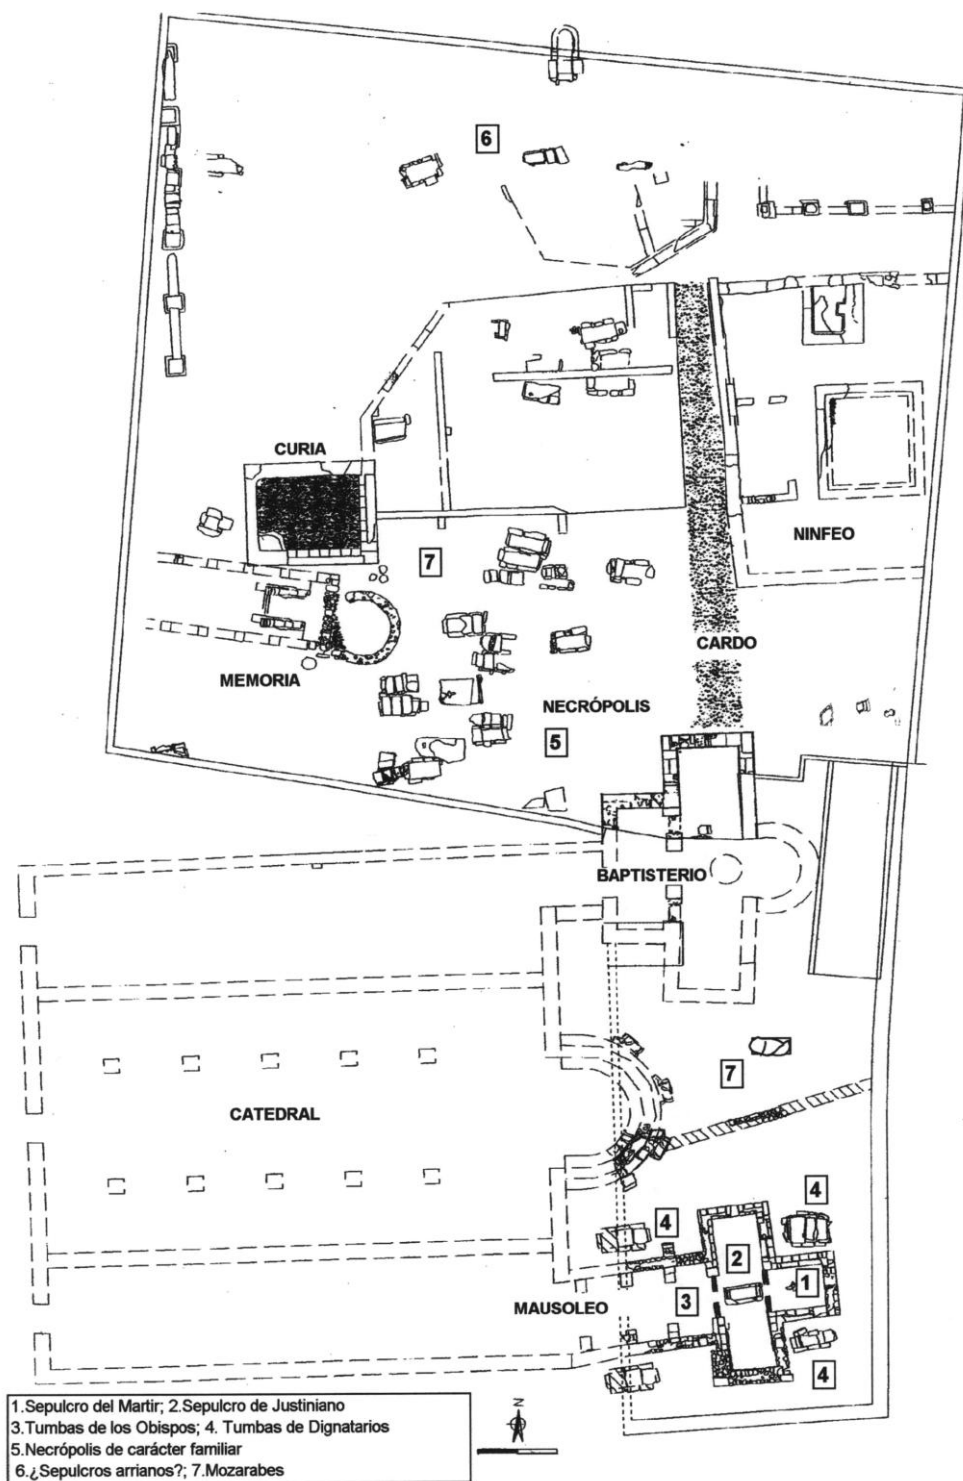 6
CURIA
NINFEO
7
CARDO
MEMORIA
NECRÓPOLIS
5
BAPTISTERIO
7
CATEDRAL
4
4
2
1
3
MAUSOLEO
4
1.Sepulcro del Martir; 2.Sepulcro de Justiniano
3.Tumbas de los Obispos; 4. Tumbas de Dignatarios
5.Necrópolis de carácter familiar
6.¿Sepulcros arrianos?; 7.Mozarabes
N